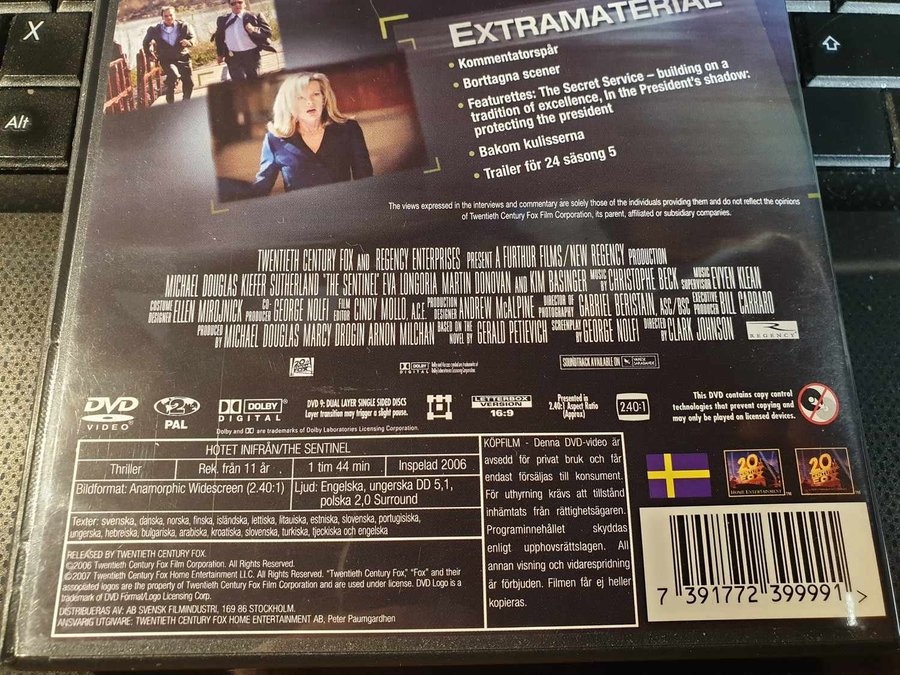 X
Alt
EXTRAMATERIAL
• Kommentatorspår
• Borttagna scener
• Featurettes: The Secret Service – building on a
tradition of excellence, In the President's shadow:
protecting the president
• Bakom kulisserna
• Trailer för 24 säsong 5
The views expressed in the interviews and commentary are solely those of the individuals providing them and do not reflect the opinions
of Twentieth Century Fox Film Corporation, its parent, affiliated or subsidiary companies.
TWENTIETH CENTURY FOX AND REGENCY ENTERPRISES PRESENT A FURTHUR FILMS/NEW REGENCY PRODUCTION
MICHAEL DOUGLAS KIEFER SUTHERLAND "THE SENTINEL" EVA LONGORIA MARTIN DONOVAN AND KIM BASINGER MUSIC BY CHRISTOPHE BECK MUSIC SUPERVISOR EVYEN KLEAN
COSTUME DESIGNER ELLEN MIROJNICK CO-PRODUCER GEORGE NOLFI FILM EDITOR CINDY MOLLO, A.C.E. PRODUCTION DESIGNER ANDREW McALPINE DIRECTOR OF PHOTOGRAPHY GABRIEL BERISTAIN ASC/BSC EXECUTIVE PRODUCER BILL CARRARO
PRODUCED BY MICHAEL DOUGLAS MARCY DROGIN ARNON MILCHAN BASED ON THE NOVEL BY GERALD PETIEVICH SCREENPLAY BY GEORGE NOLFI DIRECTED BY CLARK JOHNSON
REGENCY
20 FOX
DOLBY DIGITAL
SOUNDTRACK AVAILABLE ON VARESE SARABANDE
DVD VIDEO
2 PAL
DOLBY DIGITAL
DVD 9: DUAL LAYER SINGLE SIDED DISCS
Layer transition may trigger a slight pause.
LETTERBOX VERSION 16:9
Presented in
2.40:1 Aspect Ratio
(Approx.)
2.40:1
This DVD contains copy control
technologies that prevent copying and
may only be played on licensed devices.
Dolby and DD are trademarks of Dolby Laboratories Licensing Corporation.
HOTET INIFRÅN/THE SENTINEL
Thriller Rek. från 11 år 1 tim 44 min Inspelad 2006
Bildformat: Anamorphic Widescreen (2.40:1)
Ljud: Engelska, ungerska DD 5,1,
polska 2,0 Surround
Texter: svenska, danska, norska, finska, isländska, lettiska, litauiska, estniska, slovenska, portugisiska,
ungerska, hebreiska, bulgariska, arabiska, kroatiska, slovenska, turkiska, tjeckiska och engelska
RELEASED BY TWENTIETH CENTURY FOX.
©2006 Twentieth Century Fox Film Corporation. All Rights Reserved.
©2007 Twentieth Century Fox Home Entertainment LLC. All Rights Reserved. "Twentieth Century Fox," "Fox" and their
associated logos are the property of Twentieth Century Fox Film Corporation and are used under license. DVD Logo is a
trademark of DVD Format/Logo Licensing Corp.
DISTRIBUERAS AV: AB SVENSK FILMINDUSTRI, 169 86 STOCKHOLM.
ANSVARIG UTGIVARE: TWENTIETH CENTURY FOX HOME ENTERTAINMENT AB, Peter Paumgardhen
KÖPFILM - Denna DVD-video är
avsedd för privat bruk och får
endast försäljas till konsument.
För uthyrning krävs att tillstånd
inhämtats från rättighetsägaren.
Programinnehållet skyddas
enligt upphovsrättslagen. All
annan visning och vidarespridning
är förbjuden. Filmen får ej heller
kopieras.
20
HOME ENTERTAINMENT
20
7 391772 399991 >